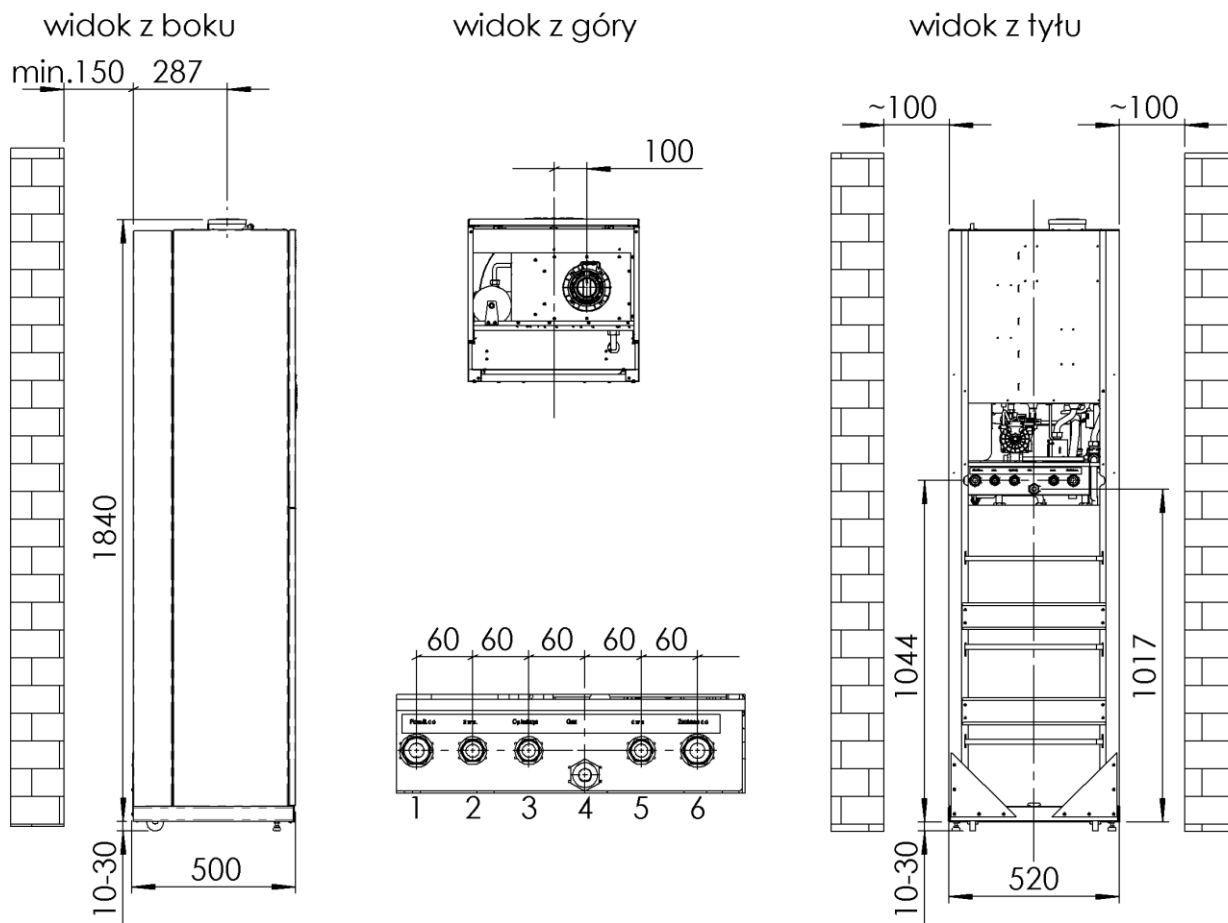 widok z boku
widok z góry
widok z tyłu
min.150
287
100
~100
~100
1840
10-30
500
60 60 60 60 60
z.w.u.
Cyrkulacja
Gaz
c.w.u.
1 2 3 4 5 6
1044
1017
10-30
520